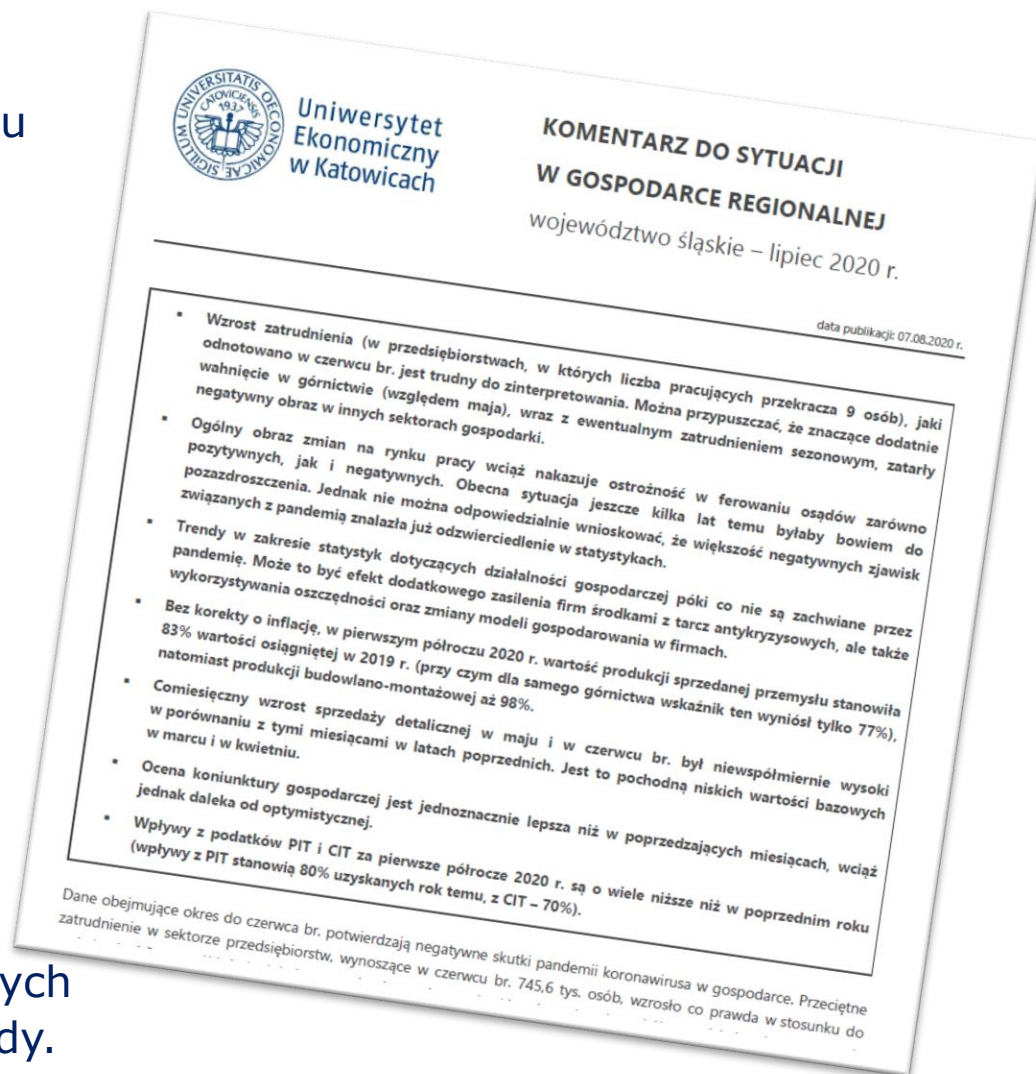 u
SIGILLUM UNIVERSITATIS OECONOMICAE CATOVICIENSIS
1937
Uniwersytet
Ekonomiczny
w Katowicach
KOMENTARZ DO SYTUACJI
W GOSPODARCE REGIONALNEJ
województwo śląskie – lipiec 2020 r.
data publikacji: 07.08.2020 r.
▪ Wzrost zatrudnienia (w przedsiębiorstwach, w których liczba pracujących przekracza 9 osób), jaki
odnotowano w czerwcu br. jest trudny do zinterpretowania. Można przypuszczać, że znaczące dodatnie
wahnięcie w górnictwie (względem maja), wraz z ewentualnym zatrudnieniem sezonowym, zatarły
negatywny obraz w innych sektorach gospodarki.
▪ Ogólny obraz zmian na rynku pracy wciąż nakazuje ostrożność w ferowaniu osądów zarówno
pozytywnych, jak i negatywnych. Obecna sytuacja jeszcze kilka lat temu byłaby bowiem do
pozazdroszczenia. Jednak nie można odpowiedzialnie wnioskować, że większość negatywnych zjawisk
związanych z pandemią znalazła już odzwierciedlenie w statystykach.
▪ Trendy w zakresie statystyk dotyczących działalności gospodarczej póki co nie są zachwiane przez
pandemię. Może to być efekt dodatkowego zasilenia firm środkami z tarcz antykryzysowych, ale także
wykorzystywania oszczędności oraz zmiany modeli gospodarowania w firmach.
▪ Bez korekty o inflację, w pierwszym półroczu 2020 r. wartość produkcji sprzedanej przemysłu stanowiła
83% wartości osiągniętej w 2019 r. (przy czym dla samego górnictwa wskaźnik ten wyniósł tylko 77%),
natomiast produkcji budowlano-montażowej aż 98%.
▪ Comiesięczny wzrost sprzedaży detalicznej w maju i w czerwcu br. był niewspółmiernie wysoki
w porównaniu z tymi miesiącami w latach poprzednich. Jest to pochodną niskich wartości bazowych
w marcu i w kwietniu.
▪ Ocena koniunktury gospodarczej jest jednoznacznie lepsza niż w poprzedzających miesiącach, wciąż
jednak daleka od optymistycznej.
▪ Wpływy z podatków PIT i CIT za pierwsze półrocze 2020 r. są o wiele niższe niż w poprzednim roku
(wpływy z PIT stanowią 80% uzyskanych rok temu, z CIT – 70%).
Dane obejmujące okres do czerwca br. potwierdzają negatywne skutki pandemii koronawirusa w gospodarce. Przeciętne
zatrudnienie w sektorze przedsiębiorstw, wynoszące w czerwcu br. 745,6 tys. osób, wzrosło co prawda w stosunku do
ych
dy.